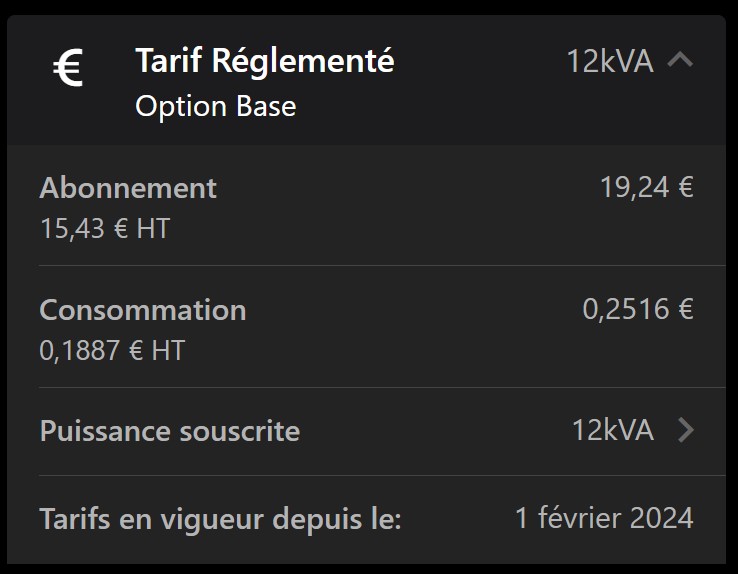 €
Tarif Réglementé
12kVA
Option Base
Abonnement
19,24 €
15,43 € HT
Consommation
0,2516 €
0,1887 € HT
Puissance souscrite
12kVA
Tarifs en vigueur depuis le:
1 février 2024